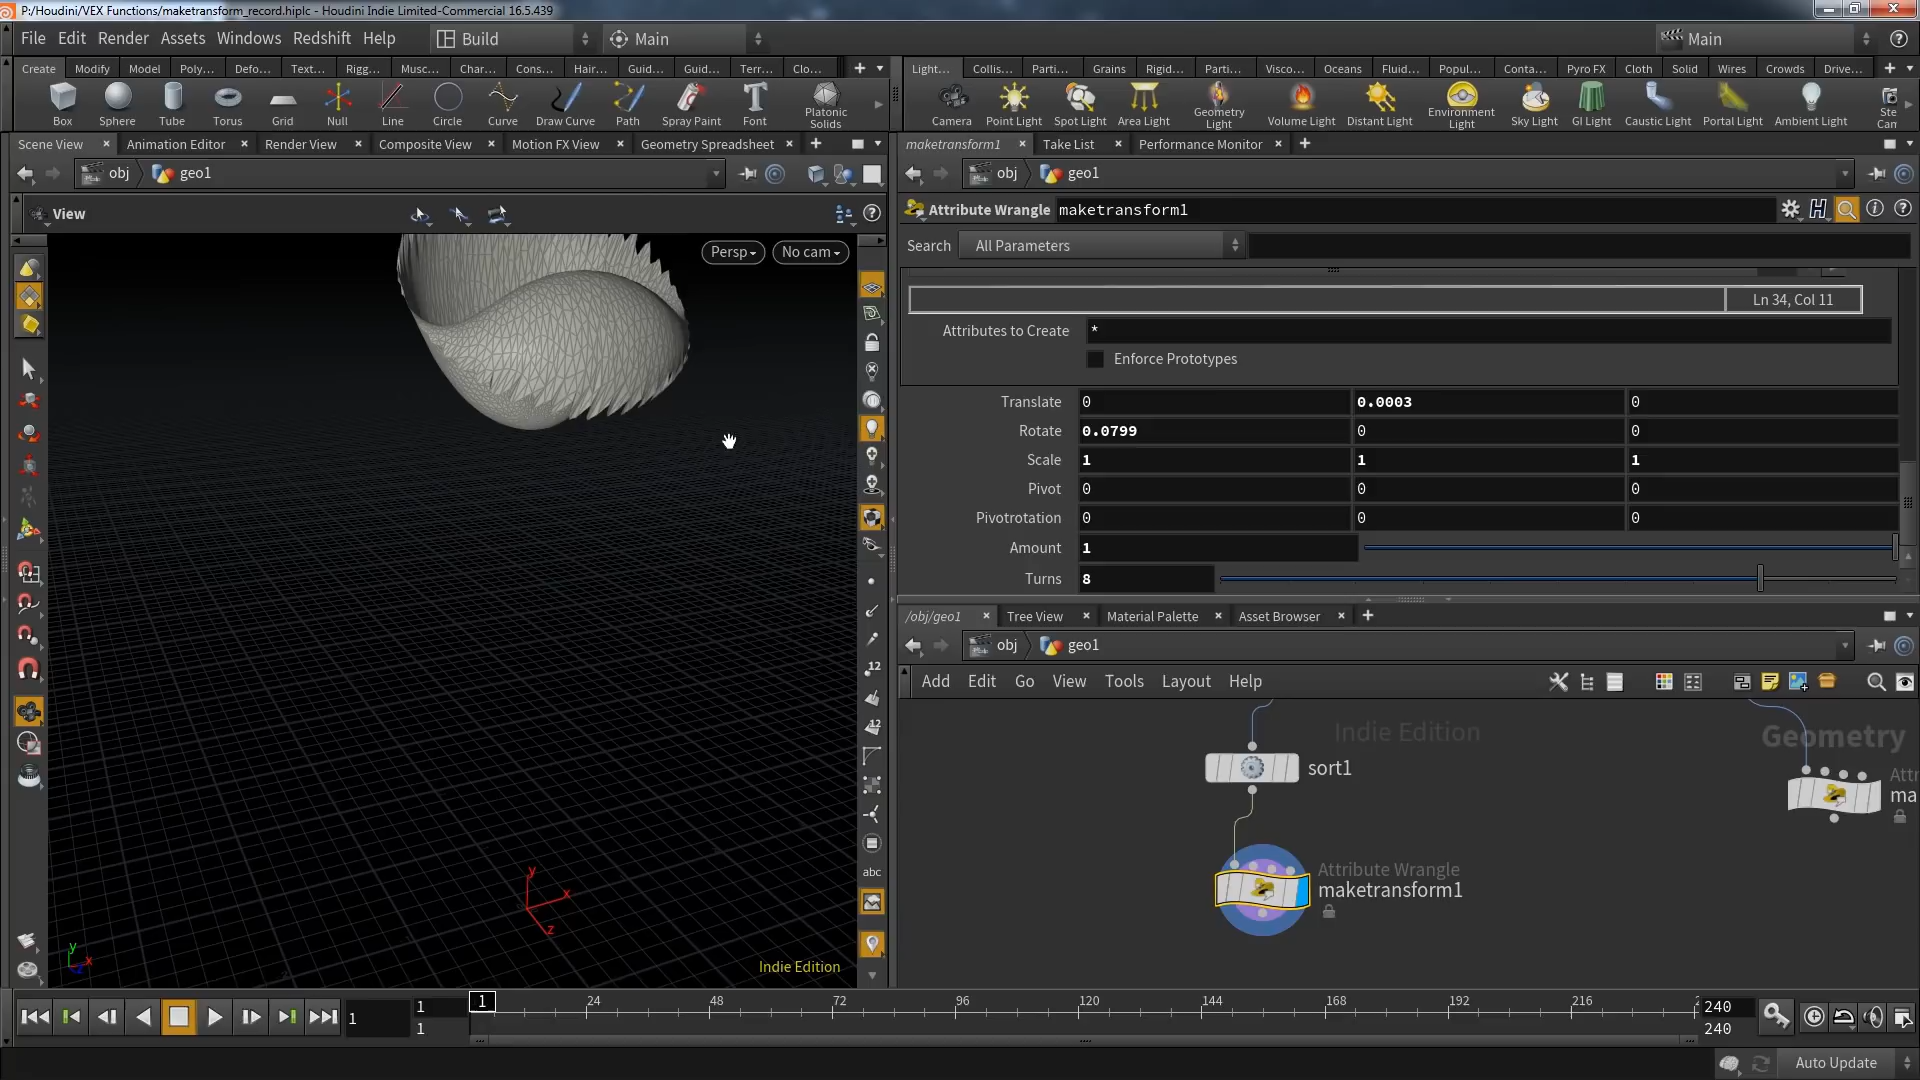 P:/Houdini/VEX Functions/maketransform_record.hiplc - Houdini Indie Limited-Commercial 16.5.439
File Edit Render Assets Windows Redshift Help Build Main Main
Create Modify Model Poly... Defo... Text... Rigg... Musc... Char... Cons... Hair... Guid... Guid... Terr... Clo...
Light... Collis... Parti... Grains Rigid... Parti... Visco... Oceans Fluid... Popul... Conta... Pyro FX Cloth Solid Wires Crowds Drive...
Box Sphere Tube Torus Grid Null Line Circle Curve Draw Curve Path Spray Paint Font Platonic Solids
Camera Point Light Spot Light Area Light Geometry Light Volume Light Distant Light Environment Light Sky Light GI Light Caustic Light Portal Light Ambient Light Ste Cam
Scene View Animation Editor Render View Composite View Motion FX View Geometry Spreadsheet
maketransform1 Take List Performance Monitor
obj geo1
obj geo1
View
Persp No cam
12
12
abc
y
x
z
y
x
Indie Edition
Attribute Wrangle maketransform1
Search All Parameters
Ln 34, Col 11
Attributes to Create *
Enforce Prototypes
Translate 0 0.0003 0
Rotate 0.0799 0 0
Scale 1 1 1
Pivot 0 0 0
Pivotrotation 0 0 0
Amount 1
Turns 8
/obj/geo1 Tree View Material Palette Asset Browser
obj geo1
Add Edit Go View Tools Layout Help
Indie Edition
Geometry
sort1
Attr
ma
Attribute Wrangle
maketransform1
1 1 1 24 48 72 96 120 144 168 192 216 2 240
1 240
Auto Update